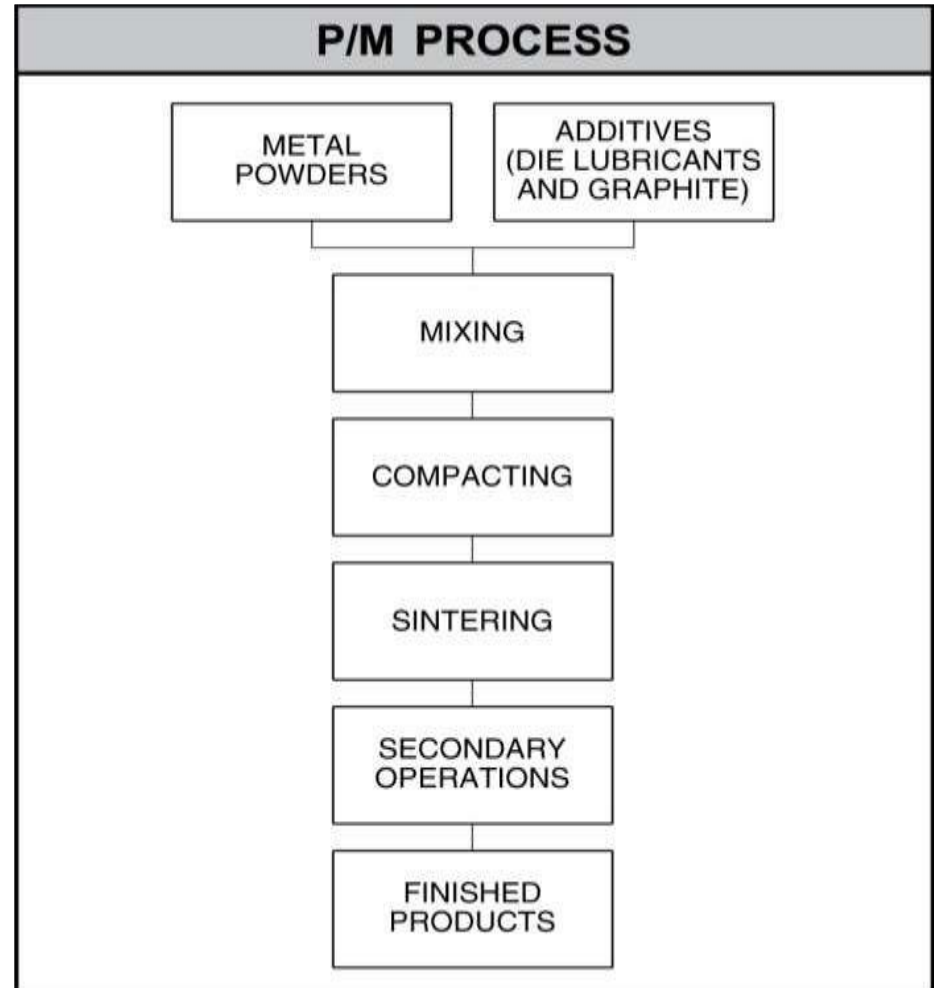 P/M PROCESS
METAL
POWDERS
ADDITIVES
(DIE LUBRICANTS
AND GRAPHITE)
MIXING
COMPACTING
SINTERING
SECONDARY
OPERATIONS
FINISHED
PRODUCTS